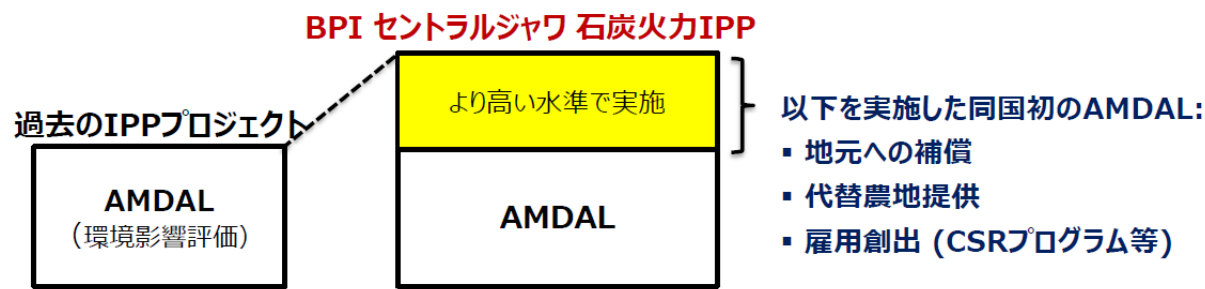 BPI セントラルジャワ 石炭火力IPP
過去のIPPプロジェクト
AMDAL
（環境影響評価）
より高い水準で実施
AMDAL
以下を実施した同国初のAMDAL:
▪ 地元への補償
▪ 代替農地提供
▪ 雇用創出 (CSRプログラム等)